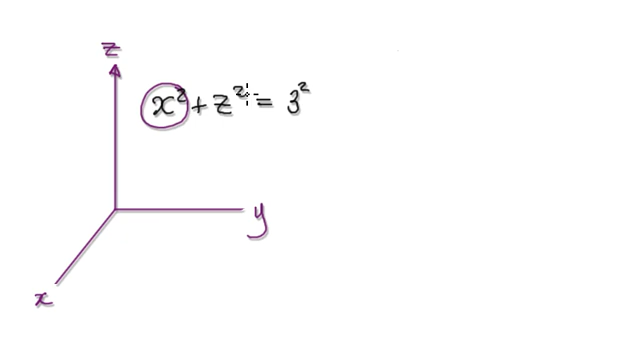 z
x² + z² = 3²
y
x